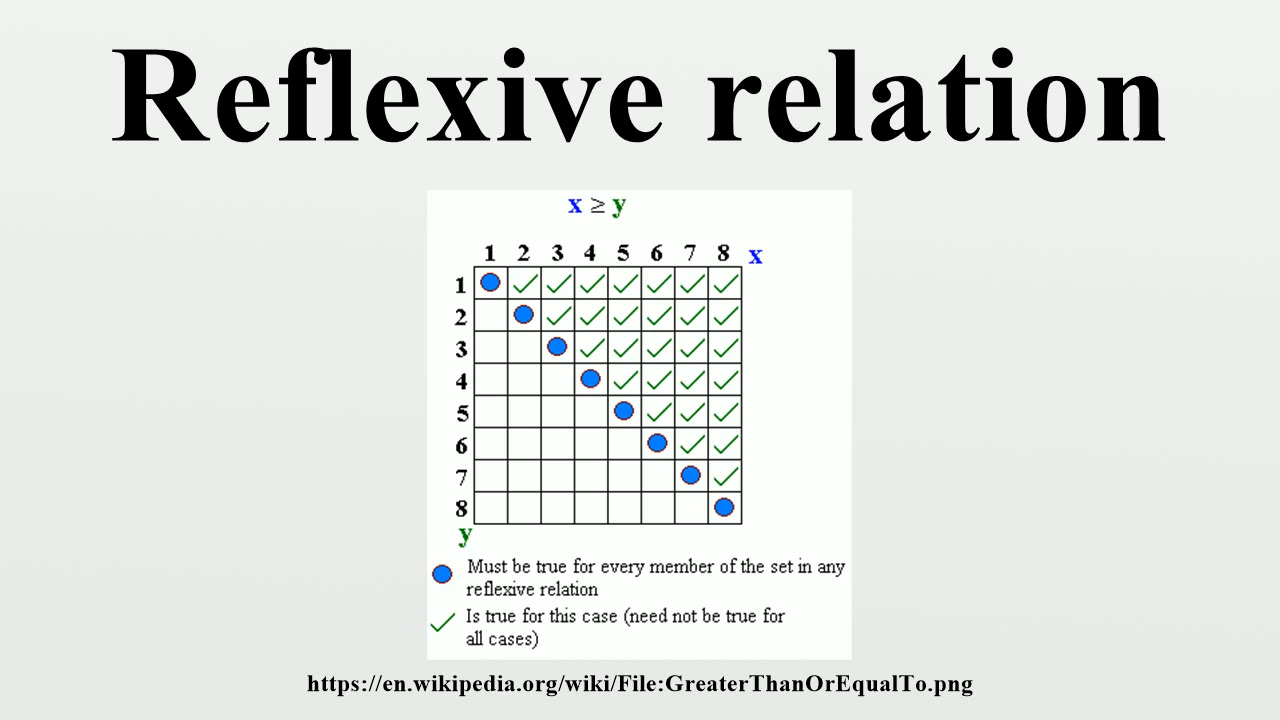 Reflexive relation
x ≥ y
1 2 3 4 5 6 7 8 x
1
2
3
4
5
6
7
8
y
Must be true for every member of the set in any
reflexive relation
Is true for this case (need not be true for
all cases)
https://en.wikipedia.org/wiki/File:GreaterThanOrEqualTo.png